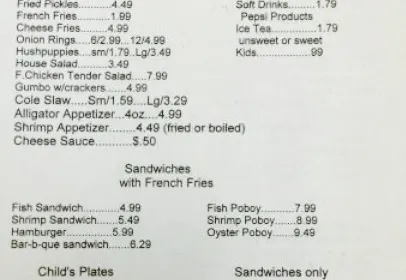 Fried Pickles..........4.49
French Fries..........1.99
Cheese Fries..........4.99
Onion Rings....6/2.99...12/4.99
Hushpuppies....sm/1.79..Lg/3.49
House Salad..........3.49
F.Chicken Tender Salad.....7.99
Gumbo w/crackers.......4.99
Cole Slaw.....Sm/1.59....Lg/3.29
Alligator Appetizer...4oz....4.99
Shrimp Appetizer.........4.49 (fried or boiled)
Cheese Sauce..........$.50
Soft Drinks.........1.79
Pepsi Products
Ice Tea..............1.79
unsweet or sweet
Kids...................99
Sandwiches
with French Fries
Fish Sandwich.......4.99
Shrimp Sandwich......5.49
Hamburger.............5.99
Bar-b-que sandwich......6.29
Fish Poboy..........7.99
Shrimp Poboy.......8.99
Oyster Poboy.......9.49
Child's Plates
Sandwiches only